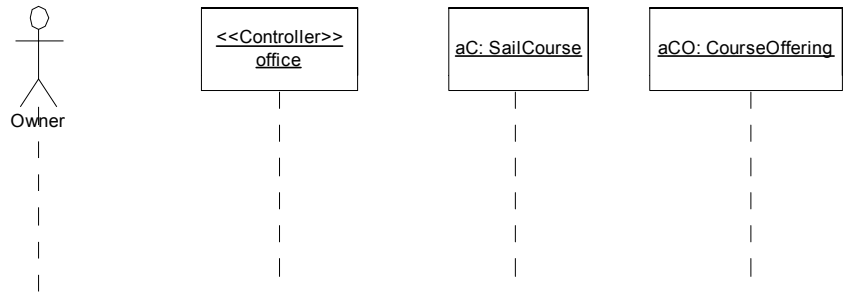 <<Controller>>
office
aC: SailCourse
aCO: CourseOffering
Owner